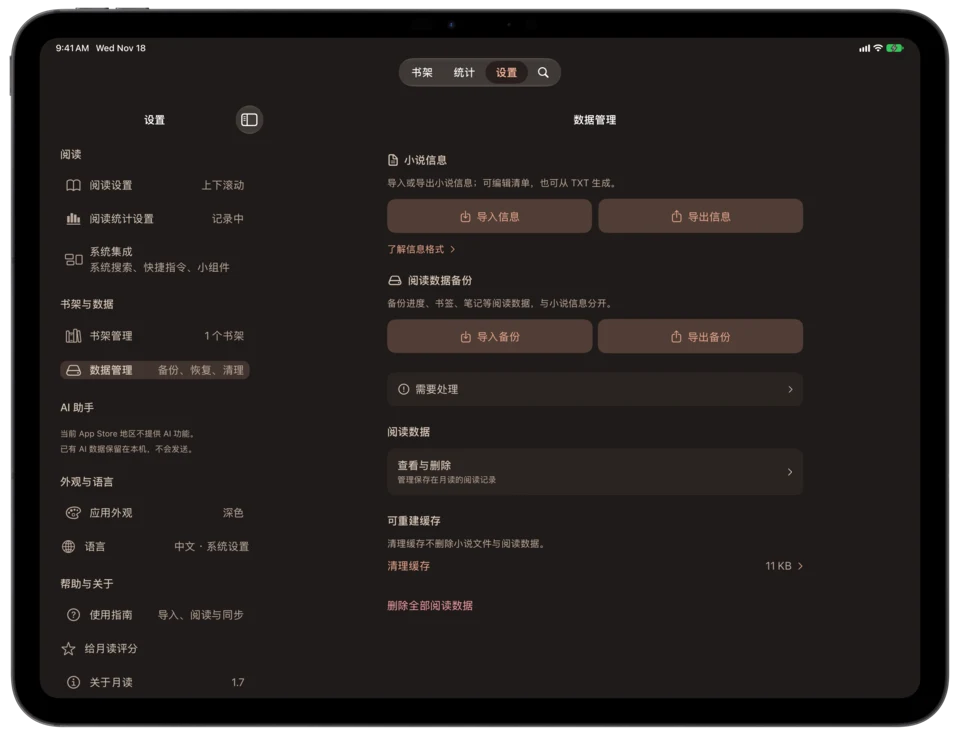 9:41 AM Wed Nov 18
书架 统计 设置
设置
阅读
阅读设置 上下滚动
阅读统计设置 记录中
系统集成
系统搜索、快捷指令、小组件
书架与数据
书架管理 1 个书架
数据管理 备份、恢复、清理
AI 助手
当前 App Store 地区不提供 AI 功能。
已有 AI 数据保留在本机，不会发送。
外观与语言
应用外观 深色
语言 中文 · 系统设置
帮助与关于
使用指南 导入、阅读与同步
给月读评分
关于月读 1.7
数据管理
小说信息
导入或导出小说信息；可编辑清单，也可从 TXT 生成。
导入信息 导出信息
了解信息格式
阅读数据备份
备份进度、书签、笔记等阅读数据，与小说信息分开。
导入备份 导出备份
需要处理
阅读数据
查看与删除
管理保存在月读的阅读记录
可重建缓存
清理缓存不删除小说文件与阅读数据。
清理缓存 11 KB
删除全部阅读数据